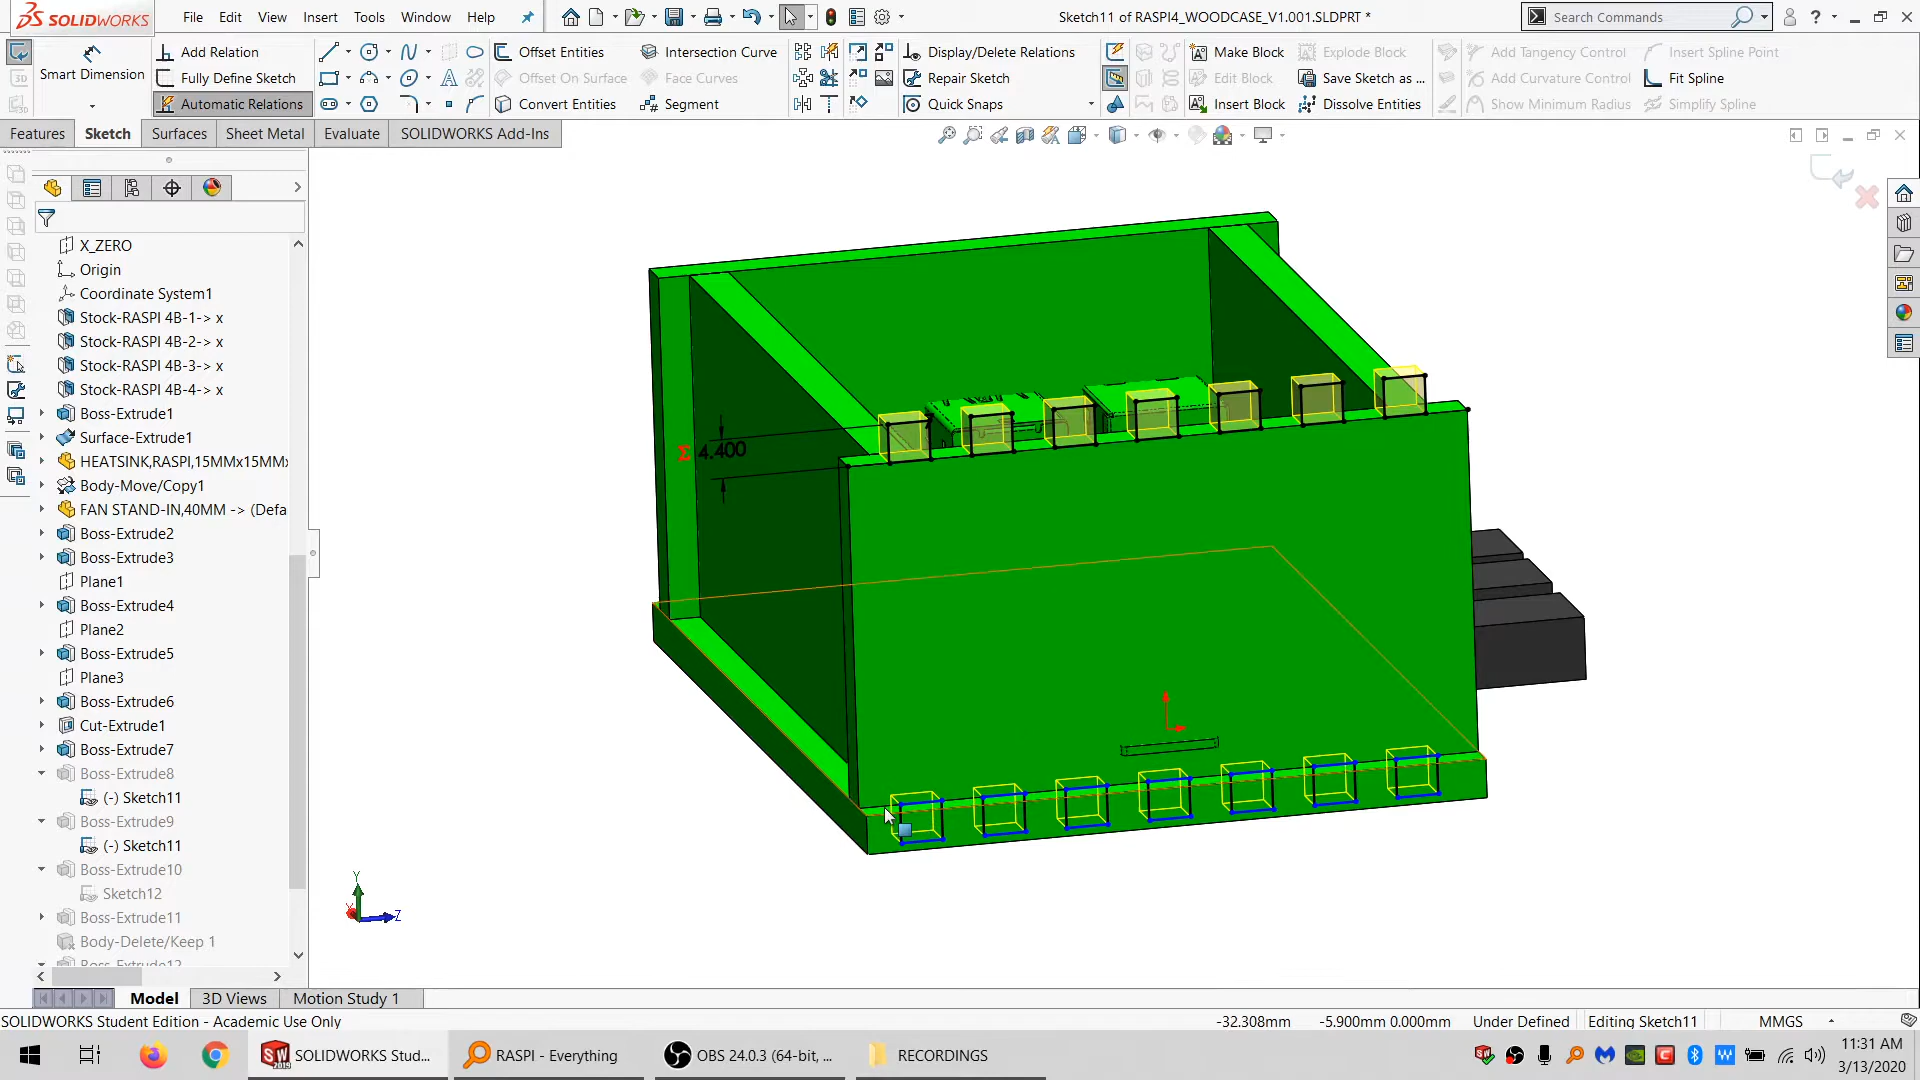 SOLIDWORKS File Edit View Insert Tools Window Help Sketch11 of RASPI4_WOODCASE_V1.001.SLDPRT * Search Commands
Smart Dimension
Add Relation
Fully Define Sketch
Automatic Relations
Offset Entities
Offset On Surface
Convert Entities
Intersection Curve
Face Curves
Segment
Display/Delete Relations
Repair Sketch
Quick Snaps
Make Block
Edit Block
Insert Block
Explode Block
Save Sketch as ...
Dissolve Entities
Add Tangency Control
Add Curvature Control
Show Minimum Radius
Insert Spline Point
Fit Spline
Simplify Spline
Features Sketch Surfaces Sheet Metal Evaluate SOLIDWORKS Add-Ins
X_ZERO
Origin
Coordinate System1
Stock-RASPI 4B-1-> x
Stock-RASPI 4B-2-> x
Stock-RASPI 4B-3-> x
Stock-RASPI 4B-4-> x
Boss-Extrude1
Surface-Extrude1
HEATSINK,RASPI,15MMx15MMx
Body-Move/Copy1
FAN STAND-IN,40MM -> (Defa
Boss-Extrude2
Boss-Extrude3
Plane1
Boss-Extrude4
Plane2
Boss-Extrude5
Plane3
Boss-Extrude6
Cut-Extrude1
Boss-Extrude7
Boss-Extrude8
(-) Sketch11
Boss-Extrude9
(-) Sketch11
Boss-Extrude10
Sketch12
Boss-Extrude11
Body-Delete/Keep 1
Boss-Extrude12
Σ 4.400
Y
X
Z
Model 3D Views Motion Study 1
SOLIDWORKS Student Edition - Academic Use Only -32.308mm -5.900mm 0.000mm Under Defined Editing Sketch11 MMGS
SOLIDWORKS Stud... RASPI - Everything OBS 24.0.3 (64-bit, ... RECORDINGS 11:31 AM
3/13/2020